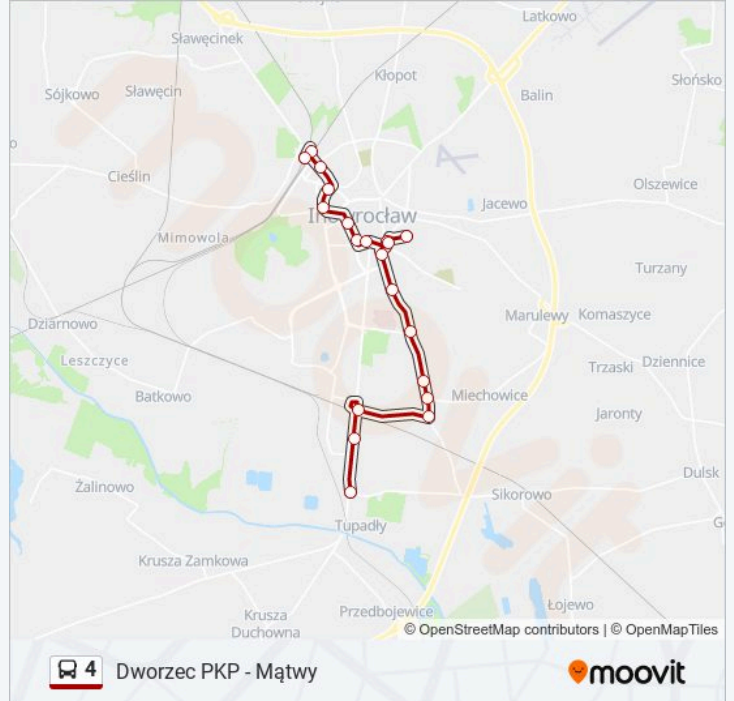 Latkowo
Sławęcinek
Kłopot
Słońsko
Sójkowo
Sławęcin
Balin
Cieślin
Olszewice
Jacewo
Inowrocław
Mimowola
Turzany
Marulewy
Komaszyce
Dziarnowo
Leszczyce
Trzaski
Dziennice
Batkowo
Miechowice
Jaronty
Dulsk
Żalinowo
Sikorowo
Tupadły
Krusza Zamkowa
Łojewo
Krusza
Duchowna
Przedbojewice
© OpenStreetMap contributors | © OpenMapTiles
4 Dworzec PKP - Mątwy
moovit